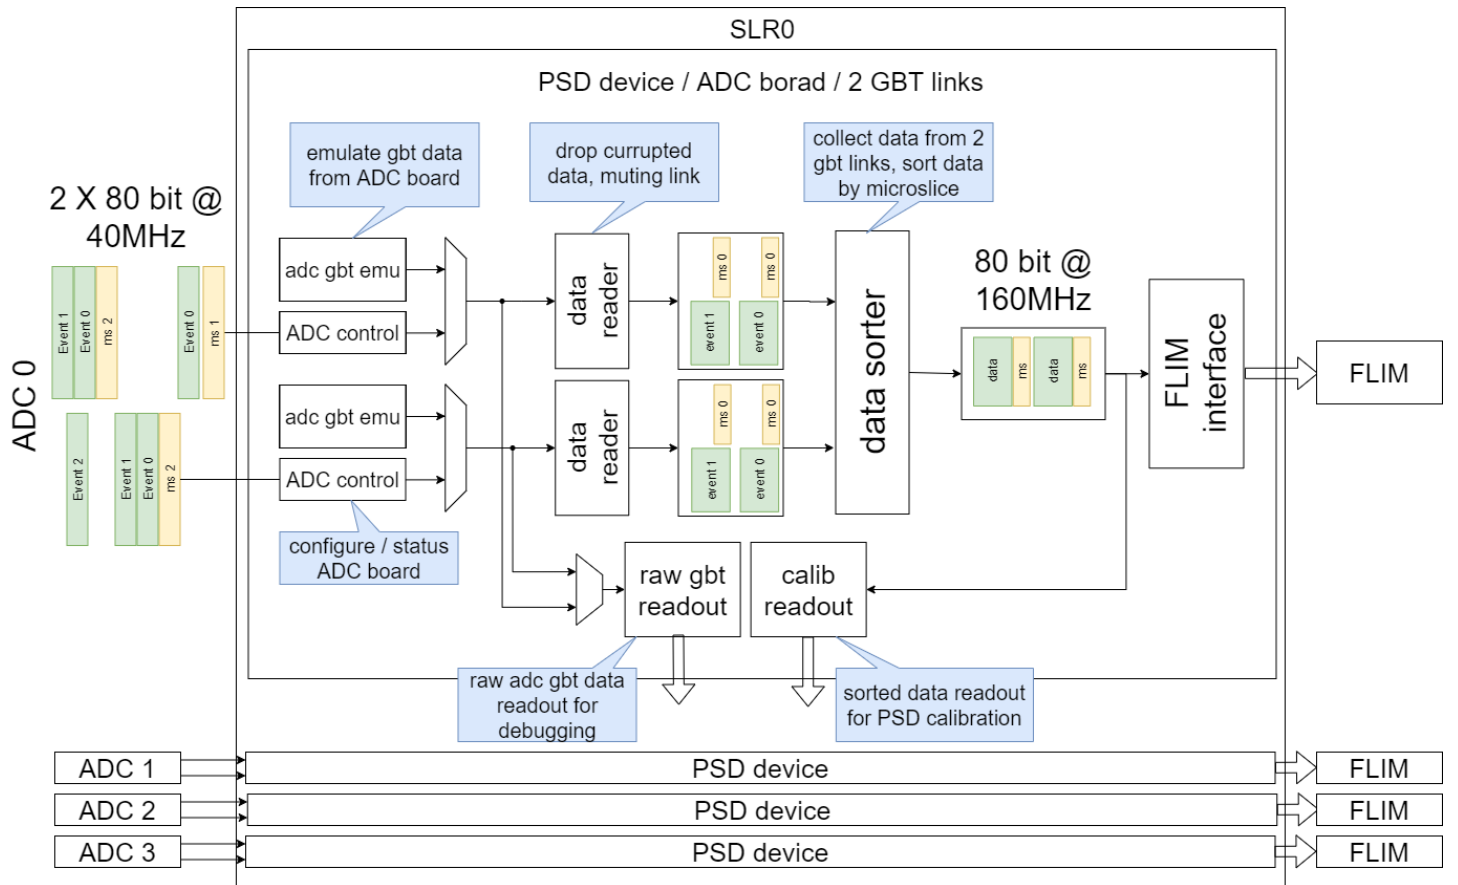 SLR0
PSD device / ADC borad / 2 GBT links
emulate gbt data
from ADC board
drop currupted
data, muting link
collect data from 2
gbt links, sort data
by microslice
2 X 80 bit @
40MHz
ADC 0
Event 1
Event 0
ms 2
Event 0
ms 1
Event 2
Event 1
Event 0
ms 2
adc gbt emu
ADC control
adc gbt emu
ADC control
configure / status
ADC board
data
reader
data
reader
ms 0
ms 0
event 1
event 0
ms 0
ms 0
event 1
event 0
data sorter
80 bit @
160MHz
data
ms
data
ms
FLIM
interface
FLIM
raw gbt
readout
calib
readout
raw adc gbt data
readout for
debugging
sorted data readout
for PSD calibration
ADC 1
PSD device
FLIM
ADC 2
PSD device
FLIM
ADC 3
PSD device
FLIM